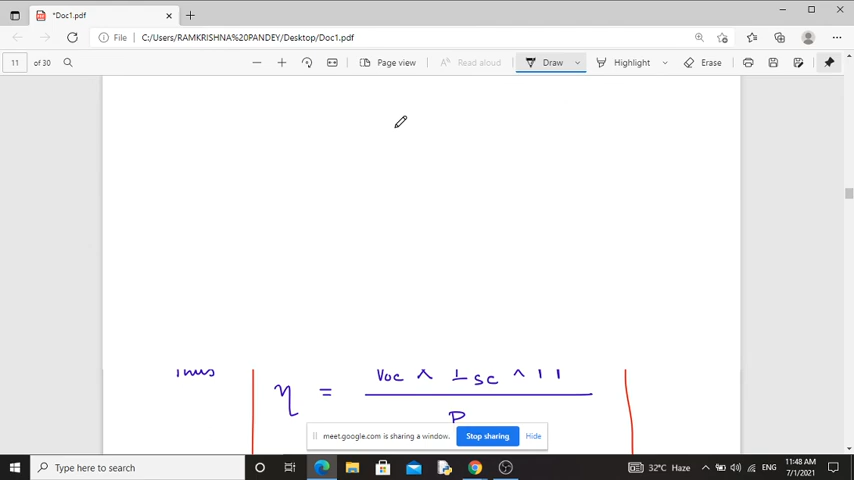 *Doc1.pdf
File C:/Users/RAMKRISHNA%20PANDEY/Desktop/Doc1.pdf
11 of 30 Page view Read aloud Draw Highlight Erase
Thus
η =
Voc × Isc × FF
P
meet.google.com is sharing a window. Stop sharing Hide
Type here to search
32°C Haze ENG
11:48 AM
7/1/2021